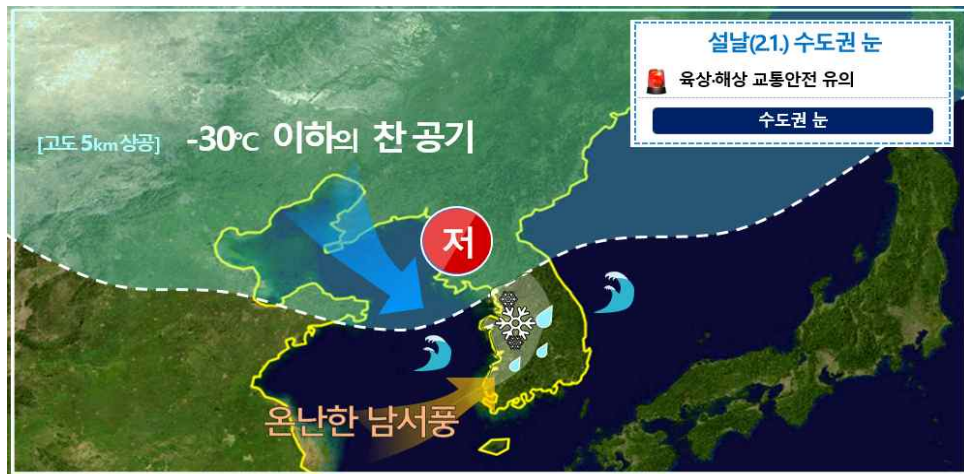 설날(2.1.) 수도권 눈
육상·해상 교통안전 유의
수도권 눈
[고도 5km 상공] -30℃ 이하의 찬 공기
저
온난한 남서풍